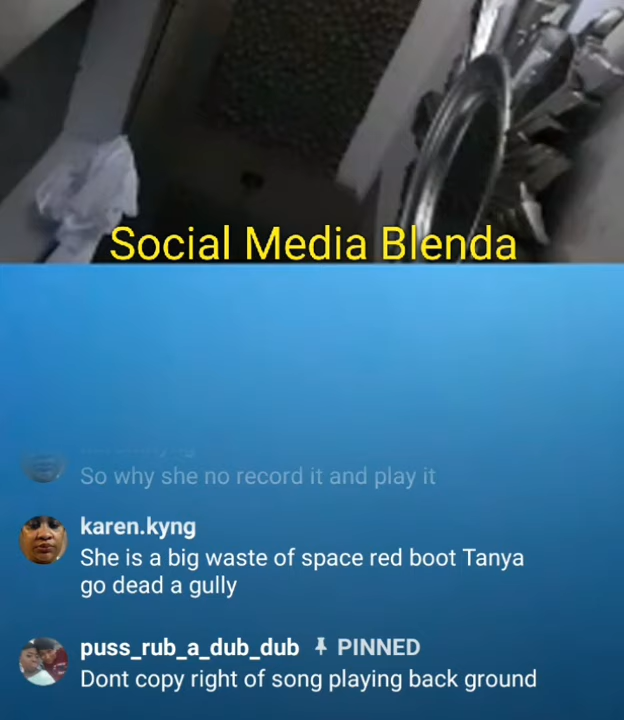 Social Media Blenda
So why she no record it and play it
karen.kyng
She is a big waste of space red boot Tanya
go dead a gully
puss_rub_a_dub_dub PINNED
Dont copy right of song playing back ground